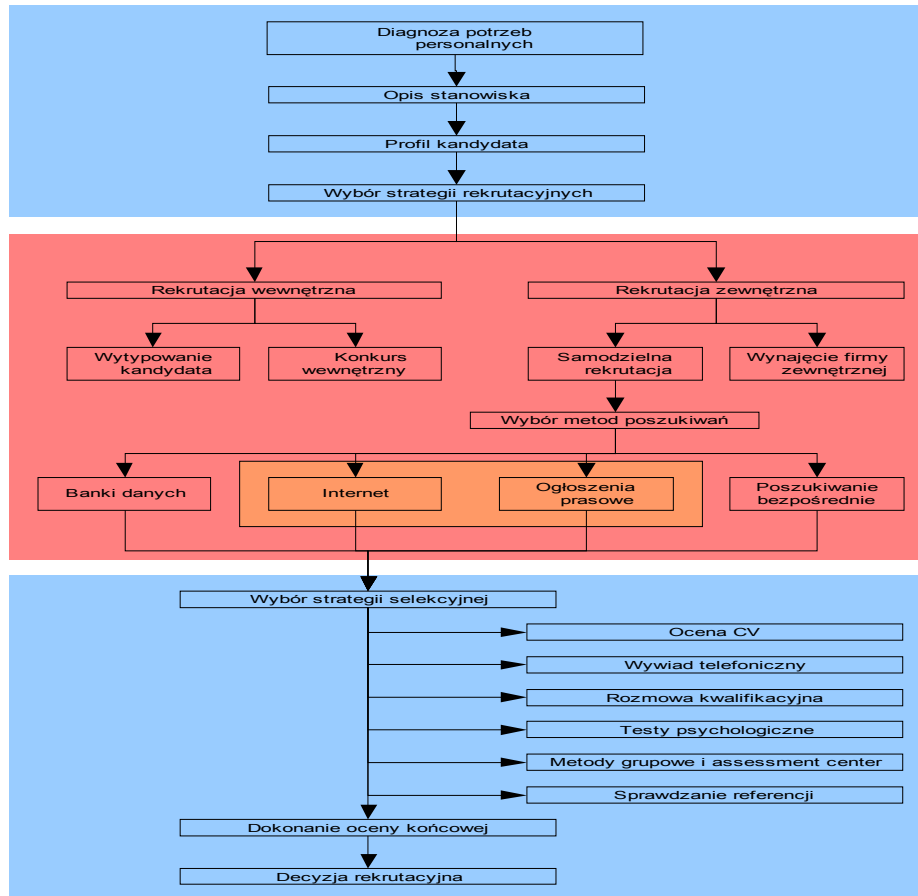 Diagnoza potrzeb
personalnych
Opis stanowiska
Profil kandydata
Wybór strategii rekrutacyjnych
Rekrutacja wewnętrzna
Rekrutacja zewnętrzna
Wytypowanie
kandydata
Konkurs
wewnętrzny
Samodzielna
rekrutacja
Wynajęcie firmy
zewnętrznej
Wybór metod poszukiwań
Banki danych
Internet
Ogłoszenia
prasowe
Poszukiwanie
bezpośrednie
Wybór strategii selekcyjnej
Ocena CV
Wywiad telefoniczny
Rozmowa kwalifikacyjna
Testy psychologiczne
Metody grupowe i assessment center
Sprawdzanie referencji
Dokonanie oceny końcowej
Decyzja rekrutacyjna